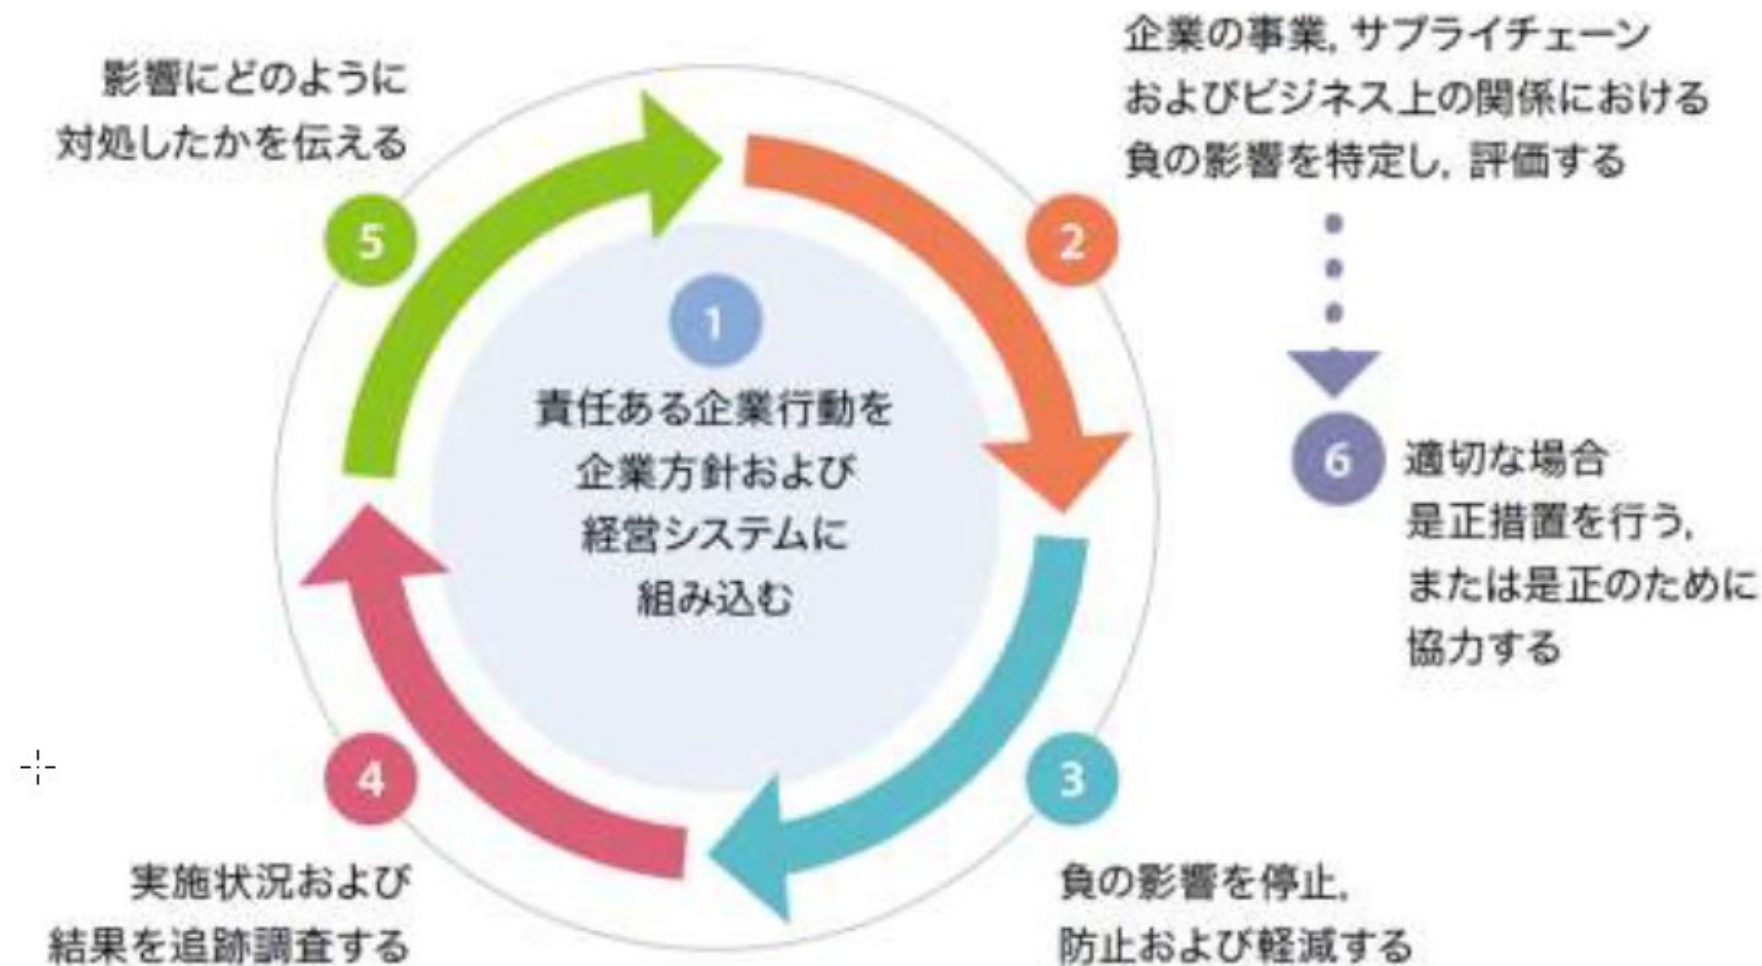 1
責任ある企業行動を
企業方針および
経営システムに
組み込む
2
企業の事業, サプライチェーン
およびビジネス上の関係における
負の影響を特定し, 評価する
3
負の影響を停止,
防止および軽減する
4
実施状況および
結果を追跡調査する
5
影響にどのように
対処したかを伝える
6
適切な場合
是正措置を行う,
または是正のために
協力する